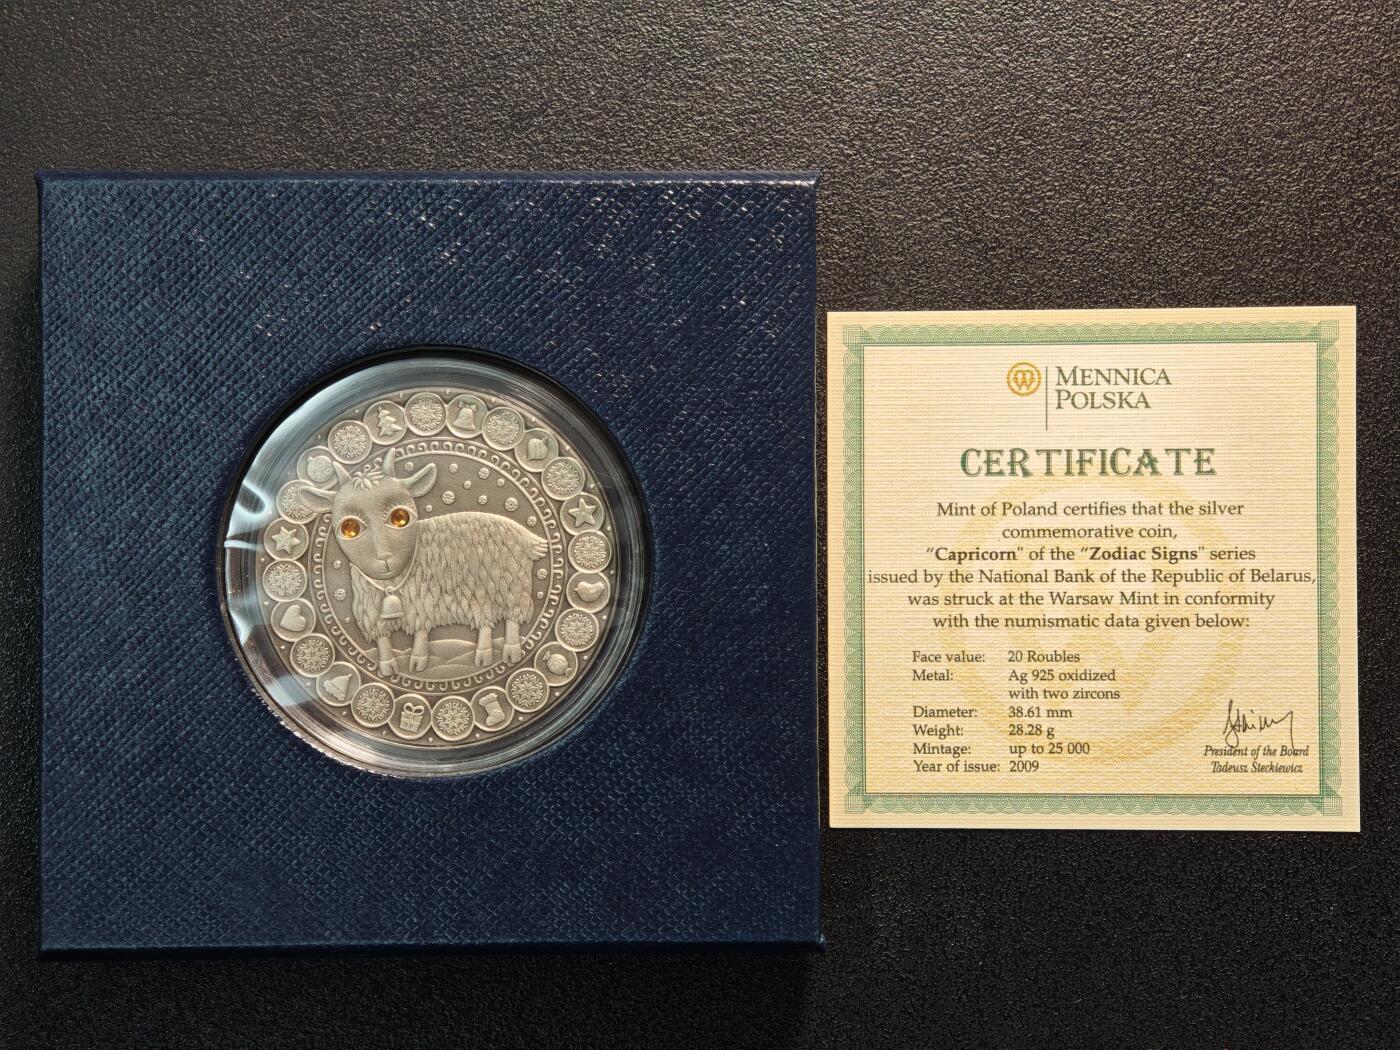 MENNICA
POLSKA
CERTIFICATE
Mint of Poland certifies that the silver
commemorative coin,
"Capricorn" of the "Zodiac Signs" series
issued by the National Bank of the Republic of Belarus,
was struck at the Warsaw Mint in conformity
with the numismatic data given below:
Face value: 20 Roubles
Metal: Ag 925 oxidized
with two zircons
Diameter: 38.61 mm
Weight: 28.28 g
Mintage: up to 25 000
Year of issue: 2009
President of the Board
Tadeusz Steckiewicz